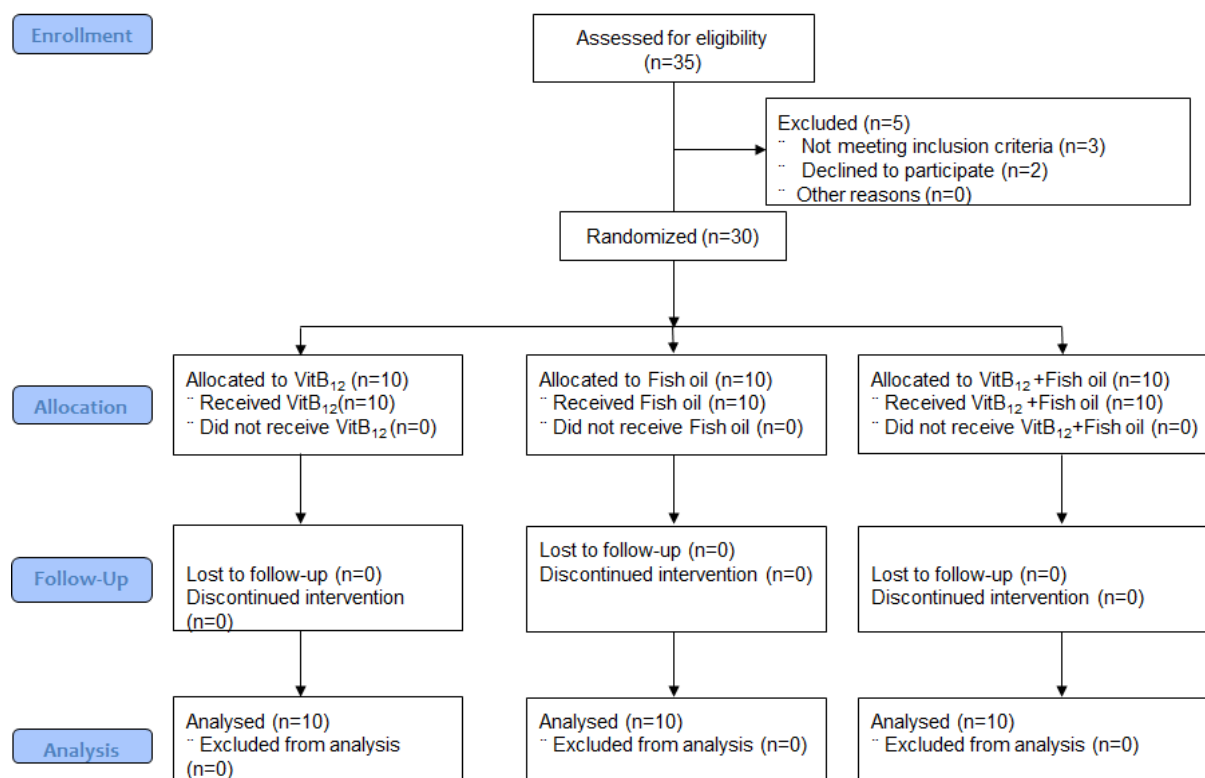 Enrollment
Assessed for eligibility
(n=35)
Excluded (n=5)
¨ Not meeting inclusion criteria (n=3)
¨ Declined to participate (n=2)
¨ Other reasons (n=0)
Randomized (n=30)
Allocation
Allocated to VitB₁₂ (n=10)
¨ Received VitB₁₂(n=10)
¨ Did not receive VitB₁₂ (n=0)
Allocated to Fish oil (n=10)
¨ Received Fish oil (n=10)
¨ Did not receive Fish oil (n=0)
Allocated to VitB₁₂+Fish oil (n=10)
¨ Received VitB₁₂ +Fish oil (n=10)
¨ Did not receive VitB₁₂+Fish oil (n=0)
Follow-Up
Lost to follow-up (n=0)
Discontinued intervention
(n=0)
Lost to follow-up (n=0)
Discontinued intervention (n=0)
Lost to follow-up (n=0)
Discontinued intervention (n=0)
Analysis
Analysed (n=10)
¨ Excluded from analysis
(n=0)
Analysed (n=10)
¨ Excluded from analysis (n=0)
Analysed (n=10)
¨ Excluded from analysis (n=0)